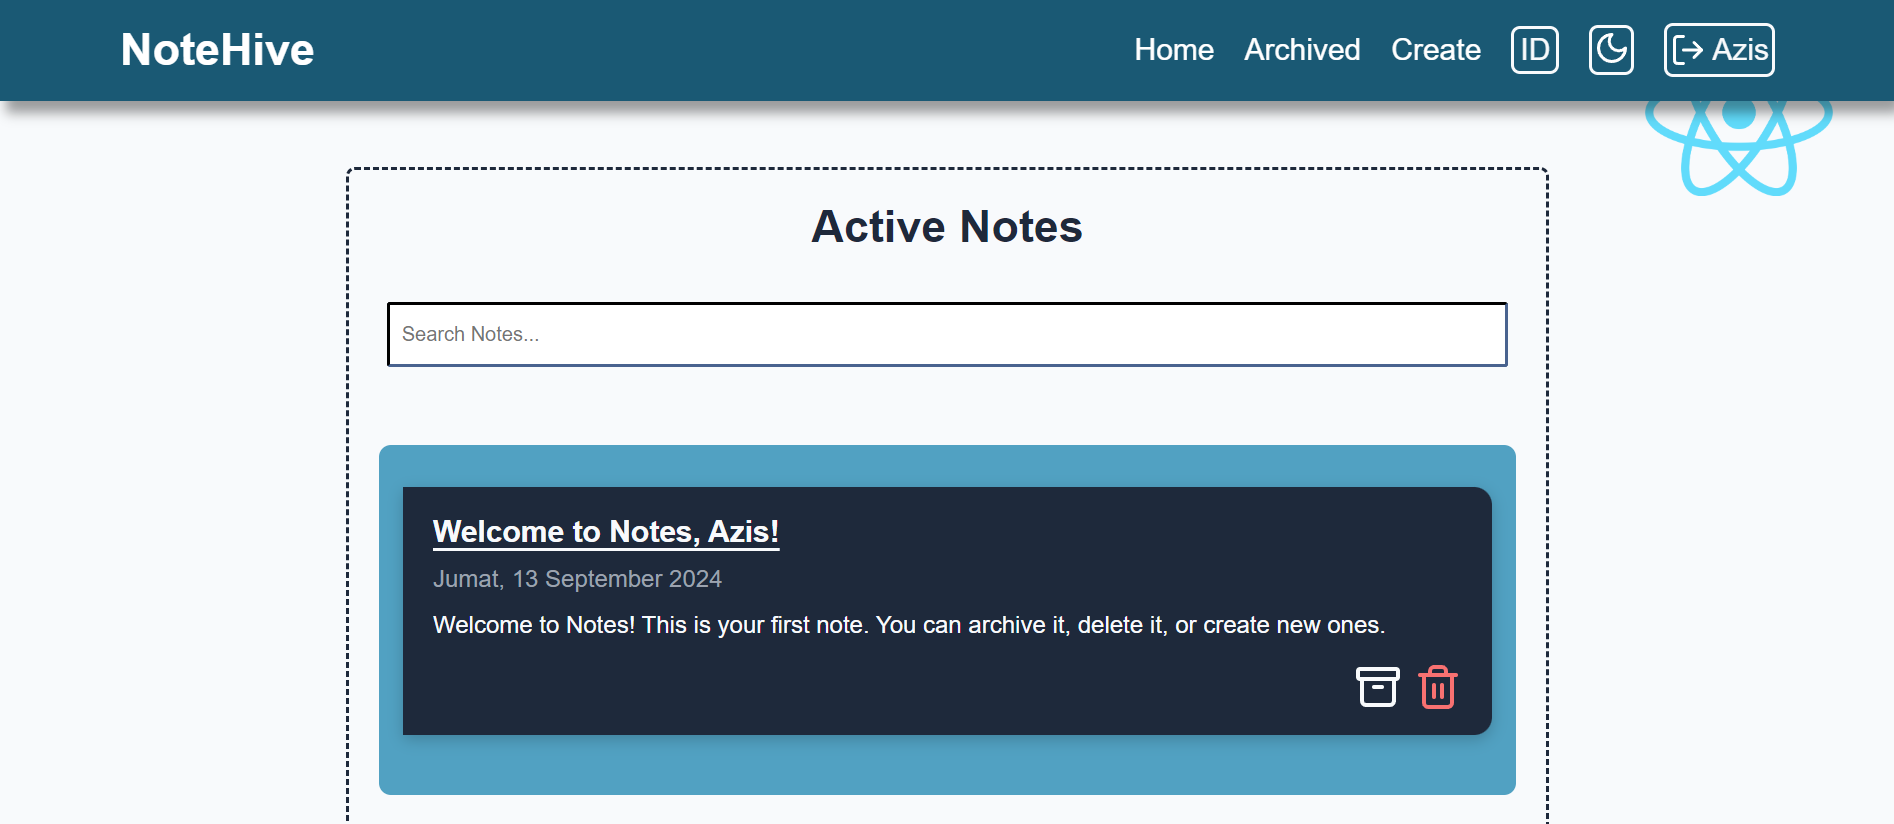 NoteHive
Home Archived Create ID Azis
Active Notes
Search Notes...
Welcome to Notes, Azis!
Jumat, 13 September 2024
Welcome to Notes! This is your first note. You can archive it, delete it, or create new ones.